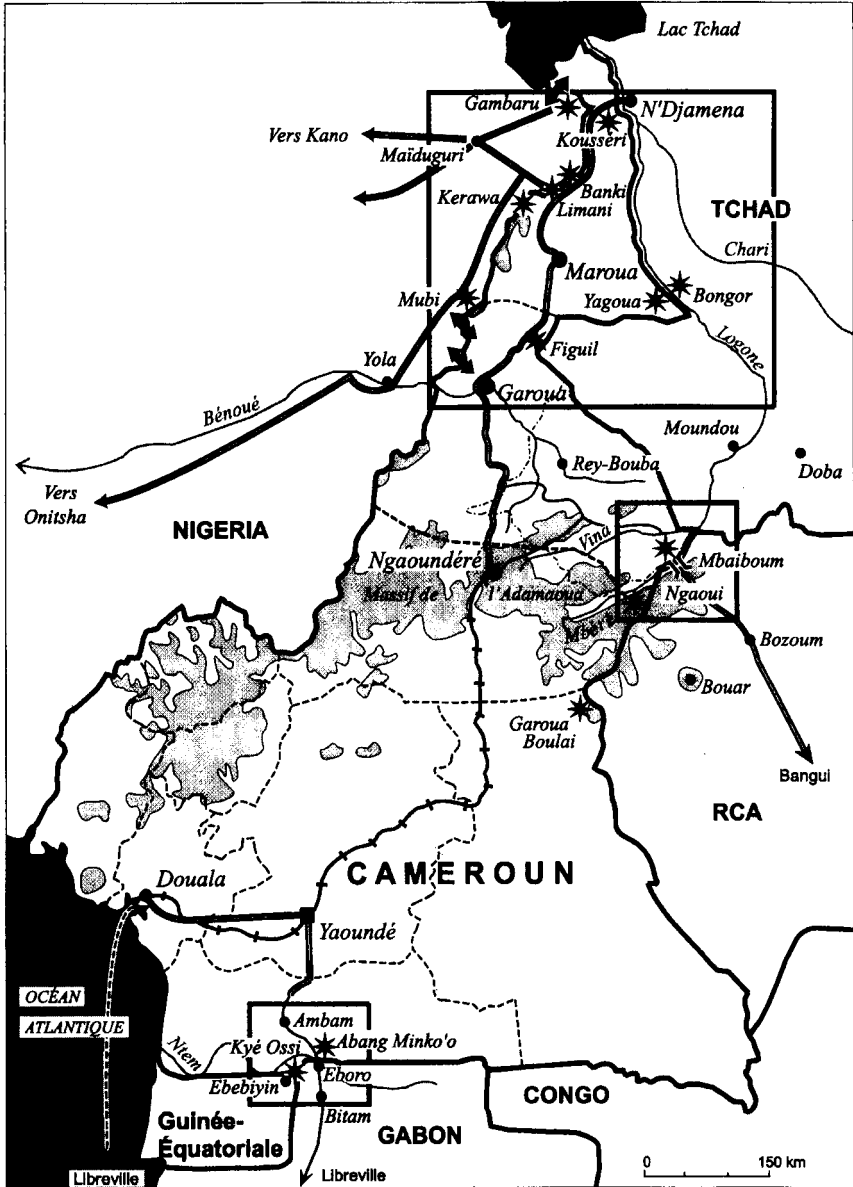 Lac Tchad
Gambaru
N'Djamena
Vers Kano
Kousséri
Maïduguri
Banki
Kerawa
Limani
TCHAD
Chari
Maroua
Mubi
Yagoua
Bongor
Logone
Figuil
Yola
Garoua
Bénoué
Moundou
Rey-Bouba
Doba
Vers
Onitsha
NIGERIA
Vina
Mbaiboum
Ngaoundéré
Massif de
l'Adamaoua
Ngaoui
Mbéré
Bozoum
Bouar
Garoua
Boulai
Bangui
RCA
CAMEROUN
Douala
Yaoundé
OCÉAN
ATLANTIQUE
Ambam
Ntem
Kyé Ossi
Abang Minko'o
Ebebiyin
Eboro
CONGO
Bitam
Guinée-
Équatoriale
GABON
Libreville
Libreville
0 150 km